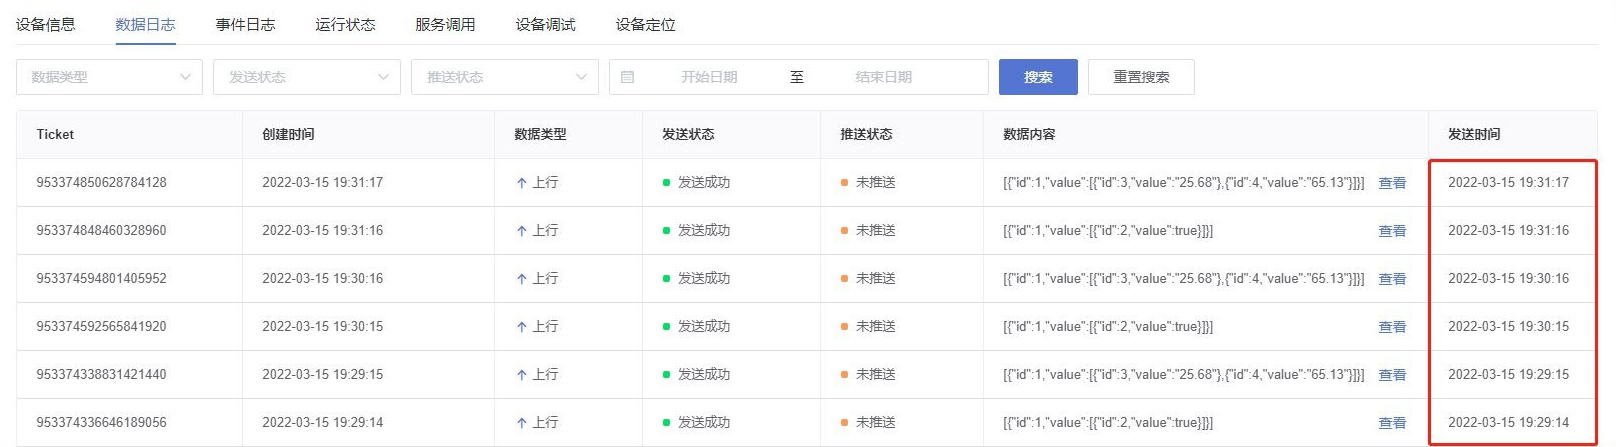 设备信息 数据日志 事件日志 运行状态 服务调用 设备调试 设备定位
数据类型 发送状态 推送状态 开始日期 至 结束日期 搜索 重置搜索
Ticket 创建时间 数据类型 发送状态 推送状态 数据内容 发送时间
953374850628784128 2022-03-15 19:31:17 上行 发送成功 未推送 [{"id":1,"value":[{"id":3,"value":"25.68"},{"id":4,"value":"65.13"}]}] 查看 2022-03-15 19:31:17
953374848460328960 2022-03-15 19:31:16 上行 发送成功 未推送 [{"id":1,"value":[{"id":2,"value":true}]}] 查看 2022-03-15 19:31:16
953374594801405952 2022-03-15 19:30:16 上行 发送成功 未推送 [{"id":1,"value":[{"id":3,"value":"25.68"},{"id":4,"value":"65.13"}]}] 查看 2022-03-15 19:30:16
953374592565841920 2022-03-15 19:30:15 上行 发送成功 未推送 [{"id":1,"value":[{"id":2,"value":true}]}] 查看 2022-03-15 19:30:15
953374338831421440 2022-03-15 19:29:15 上行 发送成功 未推送 [{"id":1,"value":[{"id":3,"value":"25.68"},{"id":4,"value":"65.13"}]}] 查看 2022-03-15 19:29:15
953374336646189056 2022-03-15 19:29:14 上行 发送成功 未推送 [{"id":1,"value":[{"id":2,"value":true}]}] 查看 2022-03-15 19:29:14